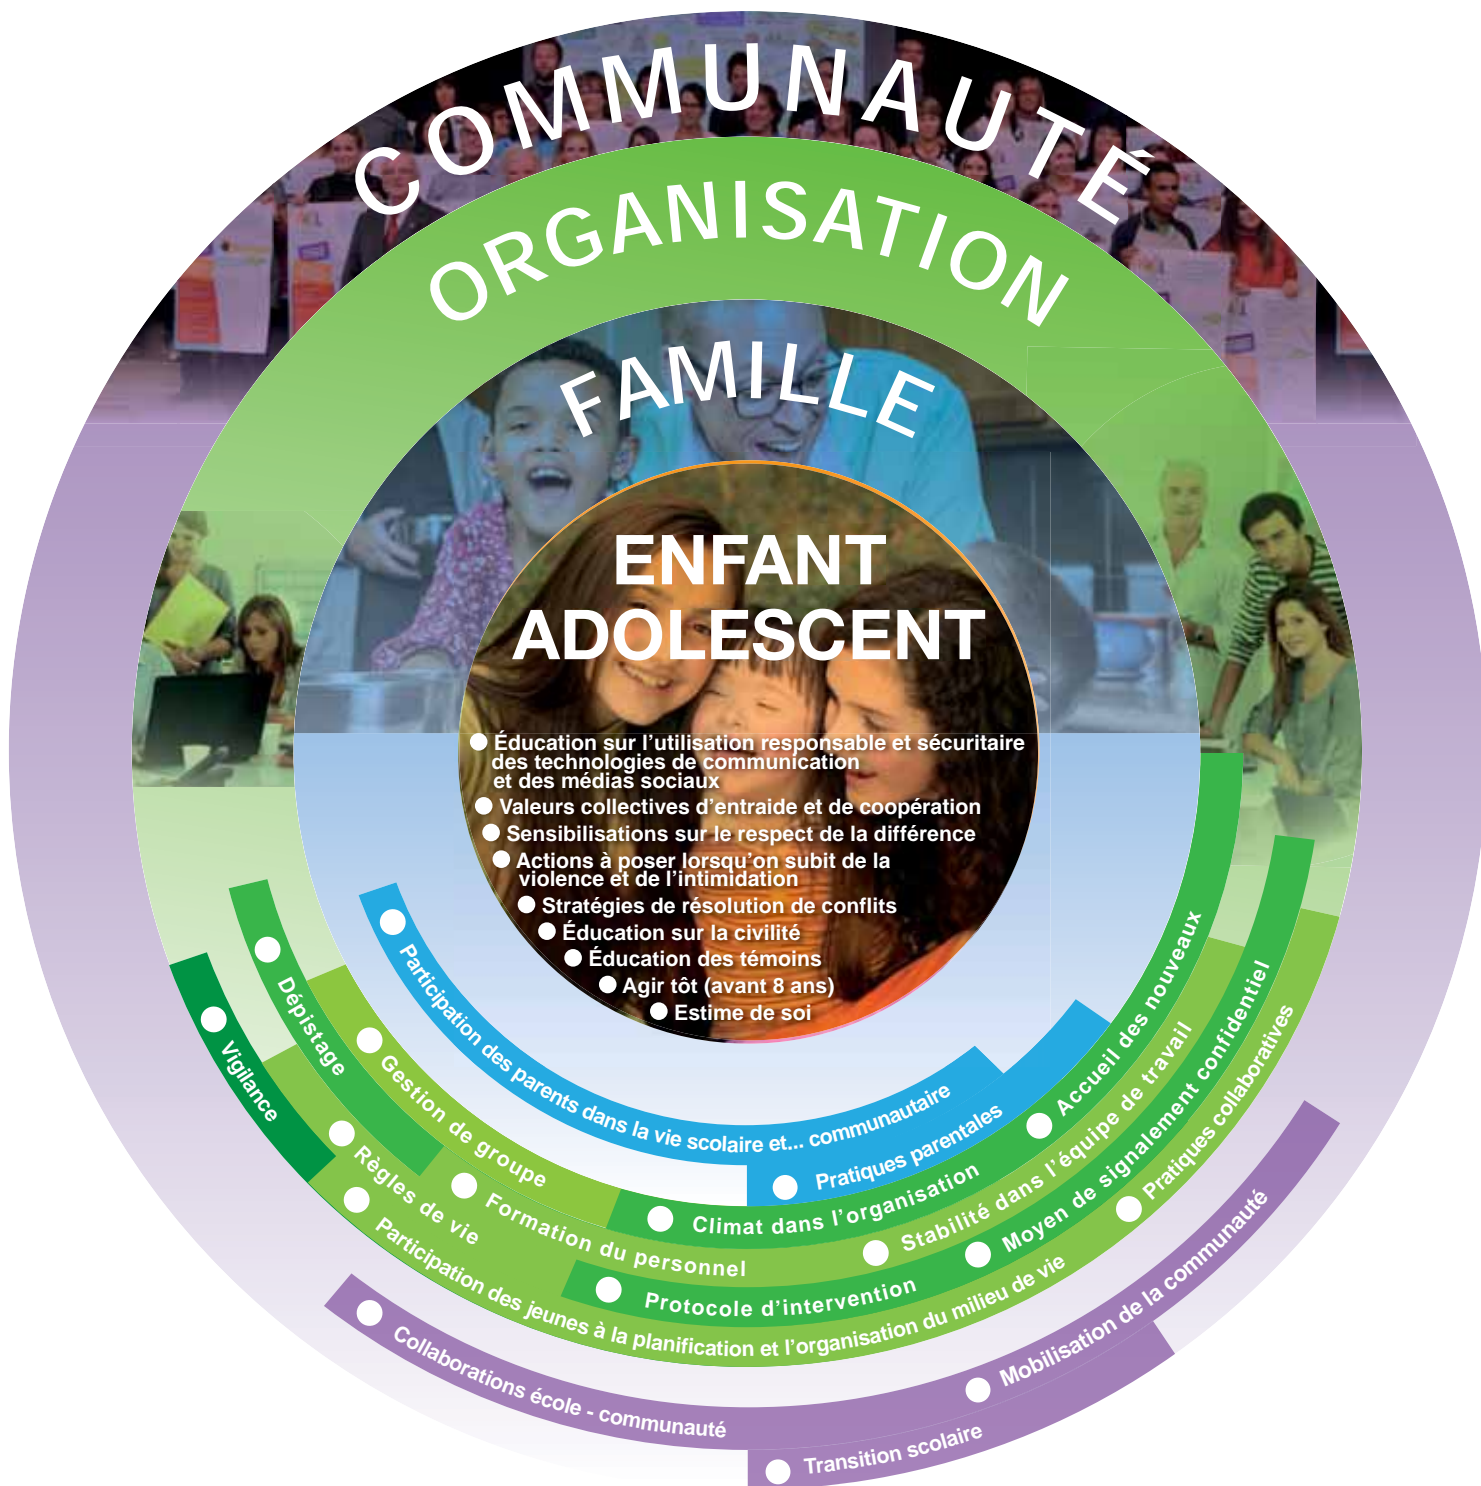 COMMUNAUTÉ
ORGANISATION
FAMILLE
ENFANT
ADOLESCENT
Éducation sur l’utilisation responsable et sécuritaire
des technologies de communication
et des médias sociaux
Valeurs collectives d’entraide et de coopération
Sensibilisations sur le respect de la différence
Actions à poser lorsqu’on subit de la
violence et de l’intimidation
Stratégies de résolution de conflits
Éducation sur la civilité
Éducation des témoins
Agir tôt (avant 8 ans)
Estime de soi
Participation des parents dans la vie scolaire et... communautaire
Pratiques parentales
Accueil des nouveaux
Gestion de groupe
Climat dans l’organisation
Dépistage
Formation du personnel
Stabilité dans l’équipe de travail
Vigilance
Règles de vie
Protocole d’intervention
Moyen de signalement confidentiel
Participation des jeunes à la planification et l’organisation du milieu de vie
Pratiques collaboratives
Collaborations école - communauté
Mobilisation de la communauté
Transition scolaire